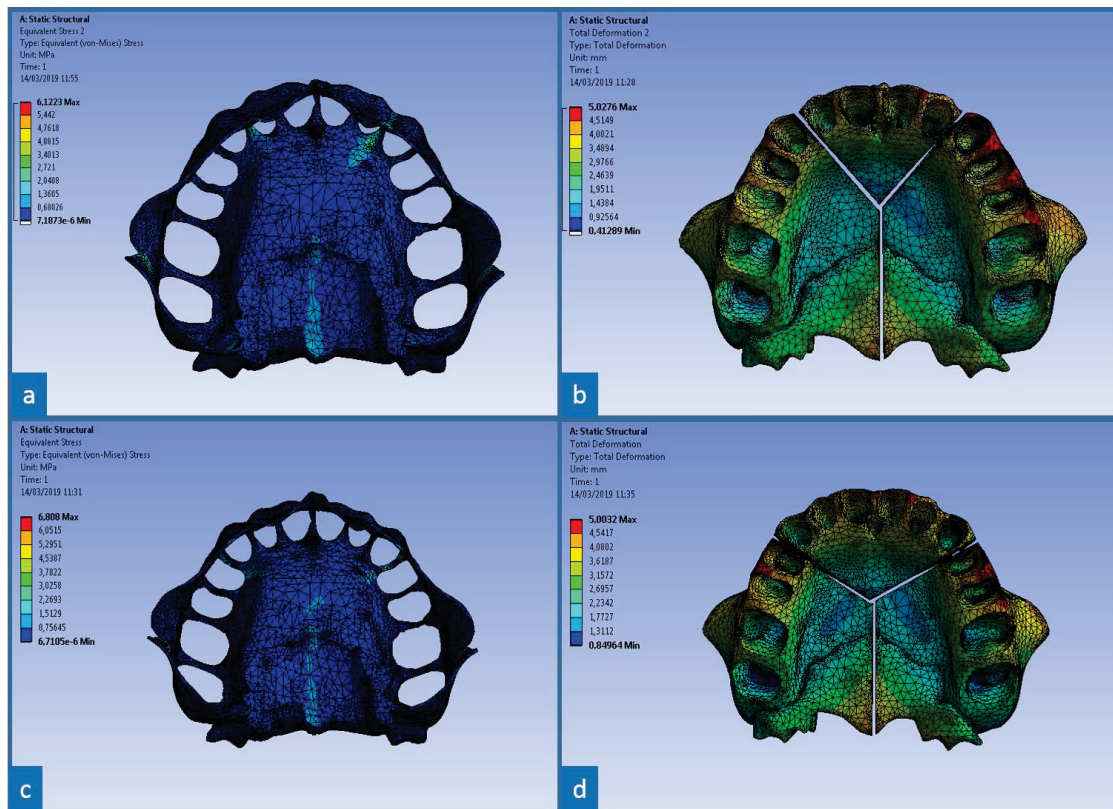 A: Static Structural
Equivalent Stress 2
Type: Equivalent (von-Mises) Stress
Unit: MPa
Time: 1
14/03/2019 11:55
6,1223 Max
5,442
4,7618
4,0815
3,4013
2,721
2,0408
1,3605
0,68026
7,1873e-6 Min
a
A: Static Structural
Total Deformation 2
Type: Total Deformation
Unit: mm
Time: 1
14/03/2019 11:28
5,0276 Max
4,5149
4,0021
3,4894
2,9766
2,4639
1,9511
1,4384
0,92564
0,41289 Min
b
A: Static Structural
Equivalent Stress
Type: Equivalent (von-Mises) Stress
Unit: MPa
Time: 1
14/03/2019 11:31
6,808 Max
6,0515
5,2951
4,5387
3,7822
3,0258
2,2693
1,5129
0,75645
6,7105e-6 Min
c
A: Static Structural
Total Deformation
Type: Total Deformation
Unit: mm
Time: 1
14/03/2019 11:35
5,0032 Max
4,5417
4,0802
3,6187
3,1572
2,6957
2,2342
1,7727
1,3112
0,84964 Min
d